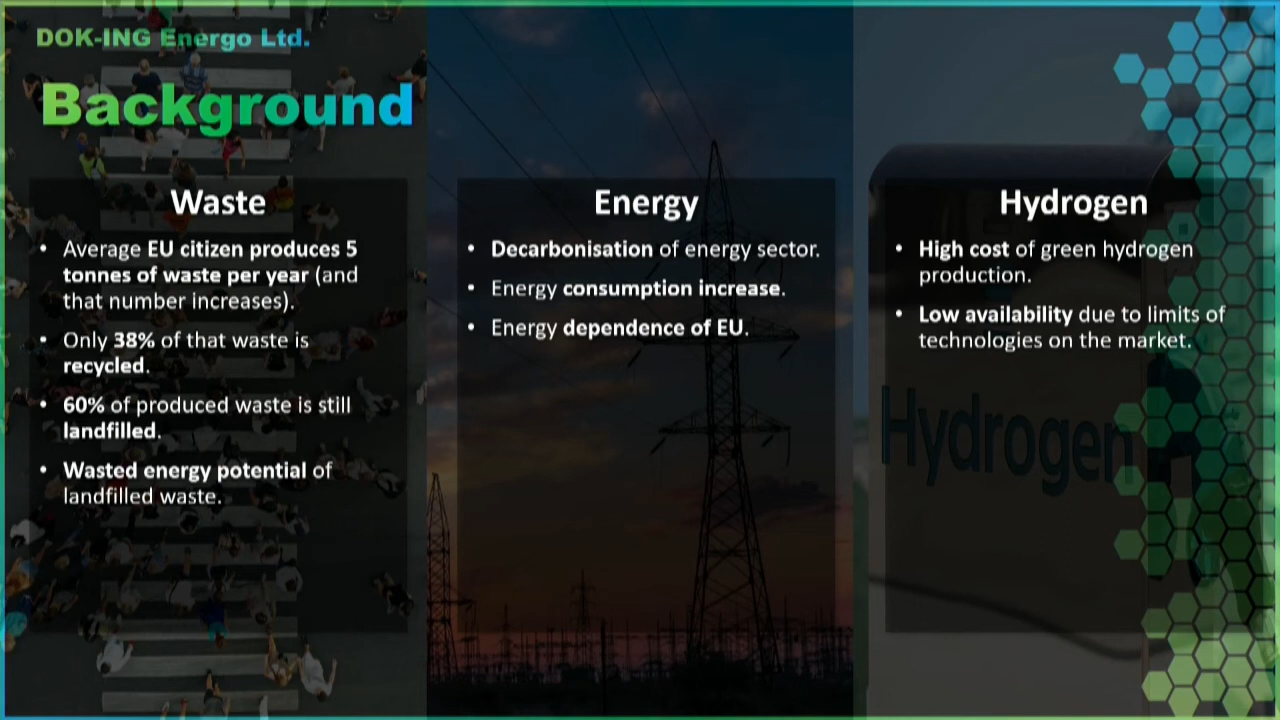 DOK-ING Energo Ltd.
Background
Waste
• Average EU citizen produces 5
tonnes of waste per year (and
that number increases).
• Only 38% of that waste is
recycled.
• 60% of produced waste is still
landfilled.
• Wasted energy potential of
landfilled waste.
Energy
• Decarbonisation of energy sector.
• Energy consumption increase.
• Energy dependence of EU.
Hydrogen
• High cost of green hydrogen
production.
• Low availability due to limits of
technologies on the market.
Hydrogen